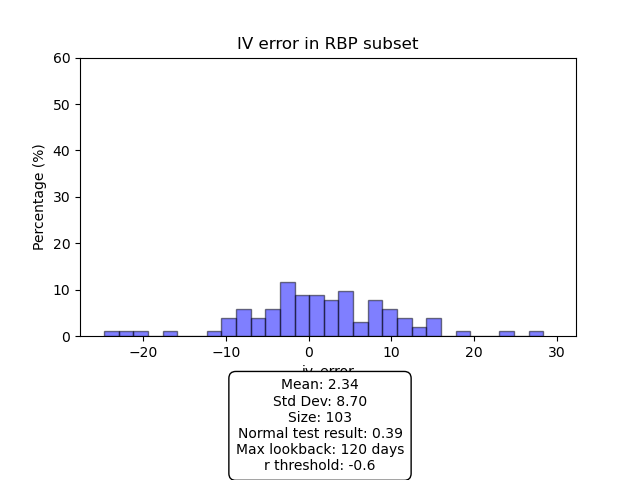 IV error in RBP subset
60
50
40
30
20
10
0
Percentage (%)
−20
−10
0
10
20
30
iv_error
Mean: 2.34
Std Dev: 8.70
Size: 103
Normal test result: 0.39
Max lookback: 120 days
r threshold: -0.6